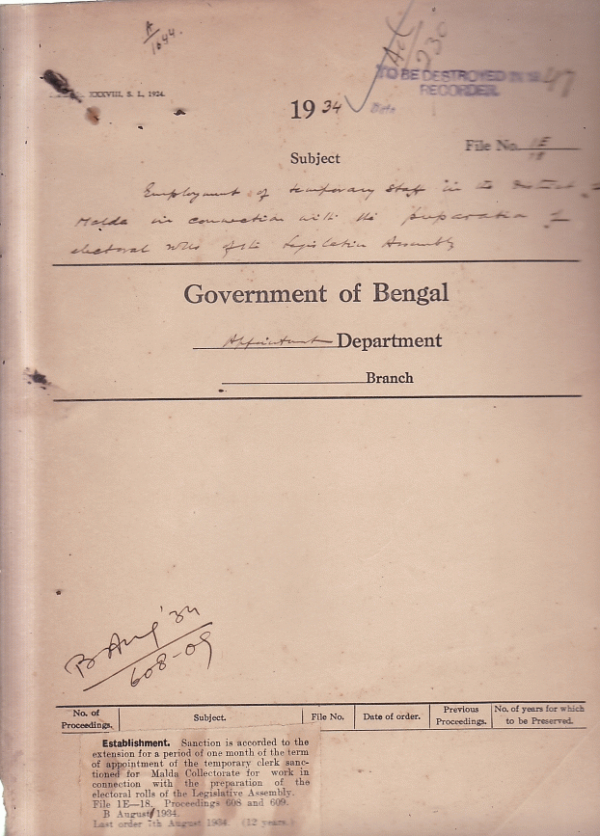 A
1644.
XXXVIII, S. I., 1934.
TO BE DESTROYED IN 1947
RECORDER.
Date
1934
File No. 1E
18
Subject
Employment of temporary staff in the District of
Malda in connection with the preparation of
electoral rolls of the Legislative Assembly
Government of Bengal
Appointment Department
Branch
B Aug '34
608-09
No. of Proceedings. Subject. File No. Date of order. Previous Proceedings. No. of years for which to be Preserved.
Establishment. Sanction is accorded to the
extension for a period of one month of the term
of appointment of the temporary clerk sanc-
tioned for Malda Collectorate for work in
connection with the preparation of the
electoral rolls of the Legislative Assembly.
File 1E—18. Proceedings 608 and 609.
B August 1934.
Last order 7th August 1934. (12 years.)